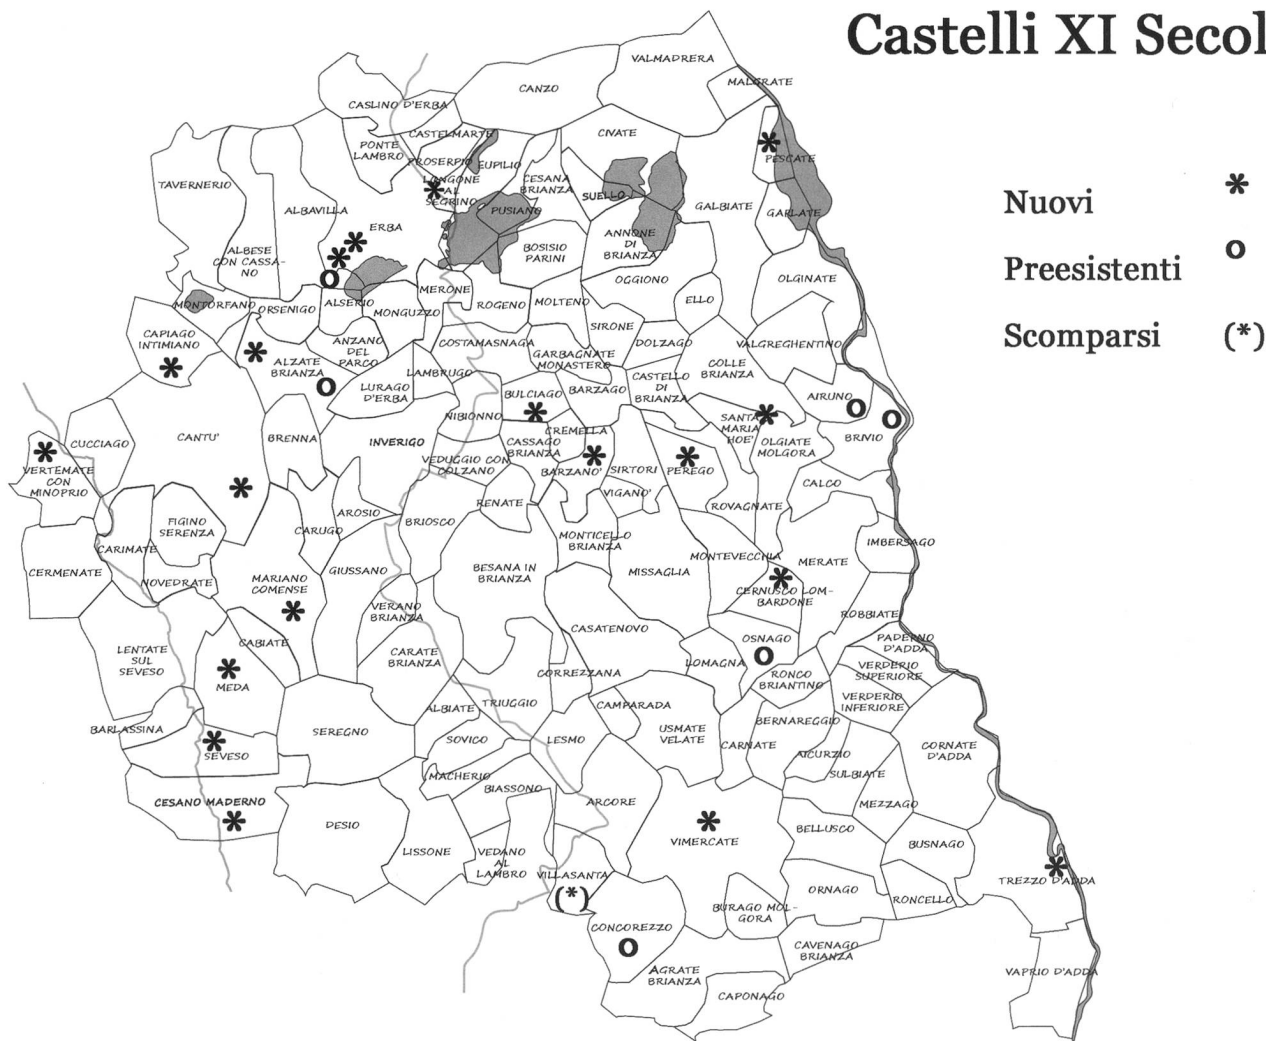 Castelli XI Secol
Nuovi *
Preesistenti o
Scomparsi (*)
VALMADRERA
MALGRATE
CANZO
CASLINO D'ERBA
CASTELMARTE
CIVATE
PONTE
LAMBRO
PROSERPIO
EUPILIO
PESCATE
TAVERNERIO
LONGONE
AL
SEGRINO
CESANA
BRIANZA
SUELLO
GALBIATE
GARLATE
ALBAVILLA
PUSIANO
ERBA
ALBESE
CON CASSA-
NO
BOSISIO
PARINI
ANNONE
DI
BRIANZA
OGGIONO
OLGINATE
MONTORFANO
ORSENIGO
ALSERIO
MONGUZZO
MERONE
ROGENO
MOLTENO
ELLO
SIRONE
CAPIAGO
INTIMIANO
ALZATE
BRIANZA
ANZANO
DEL
PARCO
COSTAMASNAGA
GARBAGNATE
MONASTERO
DOLZAGO
VALGREGHENTINO
COLLE
BRIANZA
LURAGO
D'ERBA
LAMBRUGO
BULCIAGO
BARZAGO
CASTELLO
DI
BRIANZA
AIRUNO
NIBIONNO
CREMELLA
SANTA
MARIA
HOE'
OLGIATE
MOLGORA
BRIVIO
CUCCIAGO
CANTU'
BRENNA
INVERIGO
CASSAGO
BRIANZA
VEDUGGIO CON
COLZANO
BARZANO'
SIRTORI
PEREGO
VERTEMATE
CON
MINOPRIO
CALCO
VIGANO'
ROVAGNATE
RENATE
AROSIO
BRIOSCO
FIGINO
SERENZA
CARUGO
MONTICELLO
BRIANZA
IMBERSAGO
CARIMATE
MONTEVECCHIA
MERATE
CERMENATE
NOVEDRATE
MARIANO
COMENSE
GIUSSANO
BESANA IN
BRIANZA
MISSAGLIA
CERNUSCO LOM-
BARDONE
VERANO
BRIANZA
ROBBIATE
CASATENOVO
OSNAGO
PADERNO
D'ADDA
LENTATE
SUL
SEVESO
CABIATE
CARATE
BRIANZA
LOMAGNA
VERDERIO
SUPERIORE
RONCO
BRIANTINO
CORREZZANA
MEDA
VERDERIO
INFERIORE
ALBIATE
TRIUGGIO
CAMPARADA
BERNAREGGIO
BARLASSINA
SEREGNO
USMATE
VELATE
SOVICO
LESMO
CARNATE
CORNATE
D'ADDA
AICURZIO
SEVESO
SULBIATE
MACHERIO
BIASSONO
CESANO MADERNO
ARCORE
MEZZAGO
DESIO
BELLUSCO
VIMERCATE
BUSNAGO
LISSONE
VEDANO
AL
LAMBRO
VILLASANTA
TREZZO D'ADDA
ORNAGO
RONCELLO
BURAGO MOL-
GORA
CONCOREZZO
CAVENAGO
BRIANZA
AGRATE
BRIANZA
VAPRIO D'ADDA
CAPONAGO